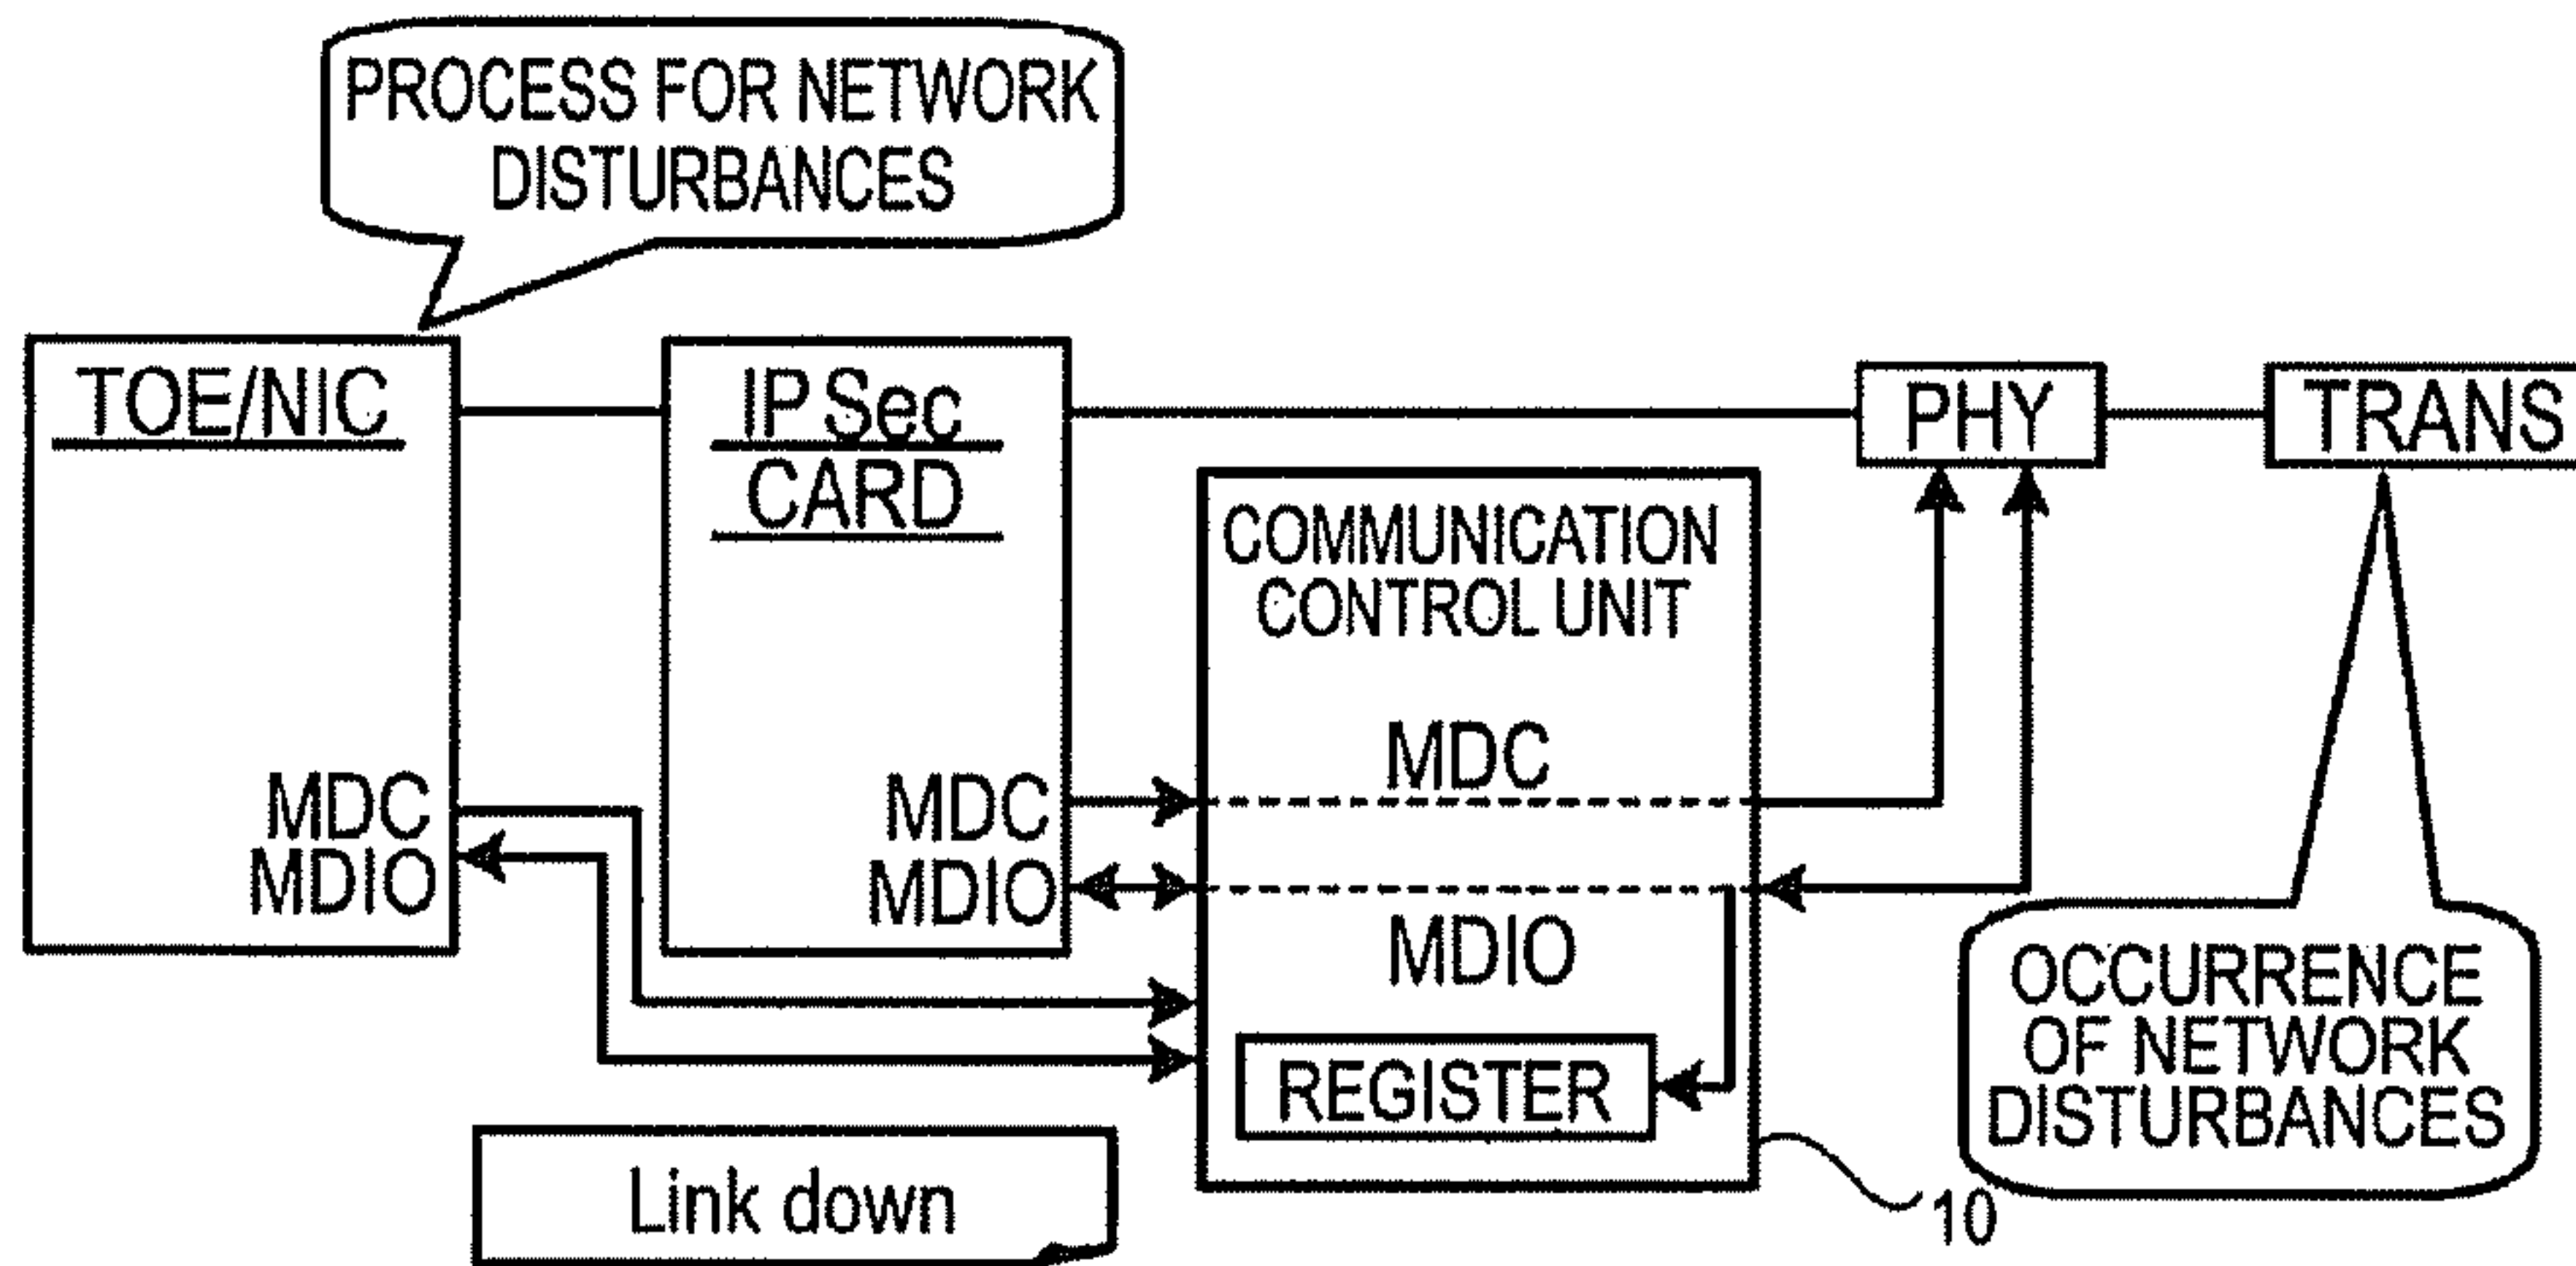 PROCESS FOR NETWORK
DISTURBANCES
TOE/NIC
IP Sec
CARD
PHY
TRANS
COMMUNICATION
CONTROL UNIT
MDC
MDC
MDC
MDIO
MDIO
MDIO
OCCURRENCE
OF NETWORK
DISTURBANCES
REGISTER
Link down
10